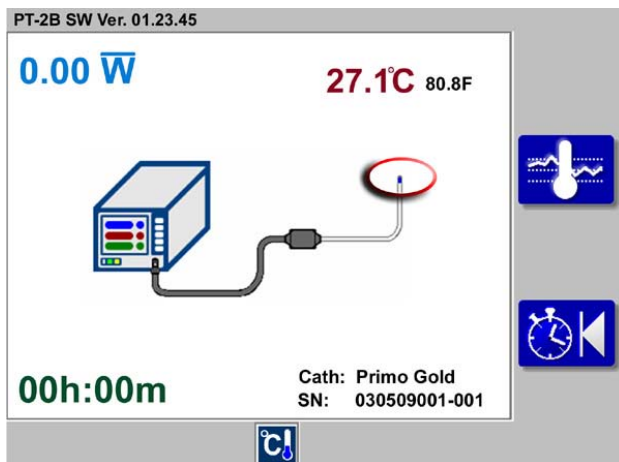 PT-2B SW Ver. 01.23.45
0.00 W̅
27.1°C 80.8F
00h:00m
Cath: Primo Gold
SN: 030509001-001
°C